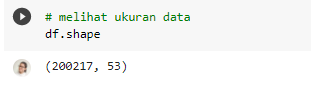 # melihat ukuran data
df.shape
(200217, 53)